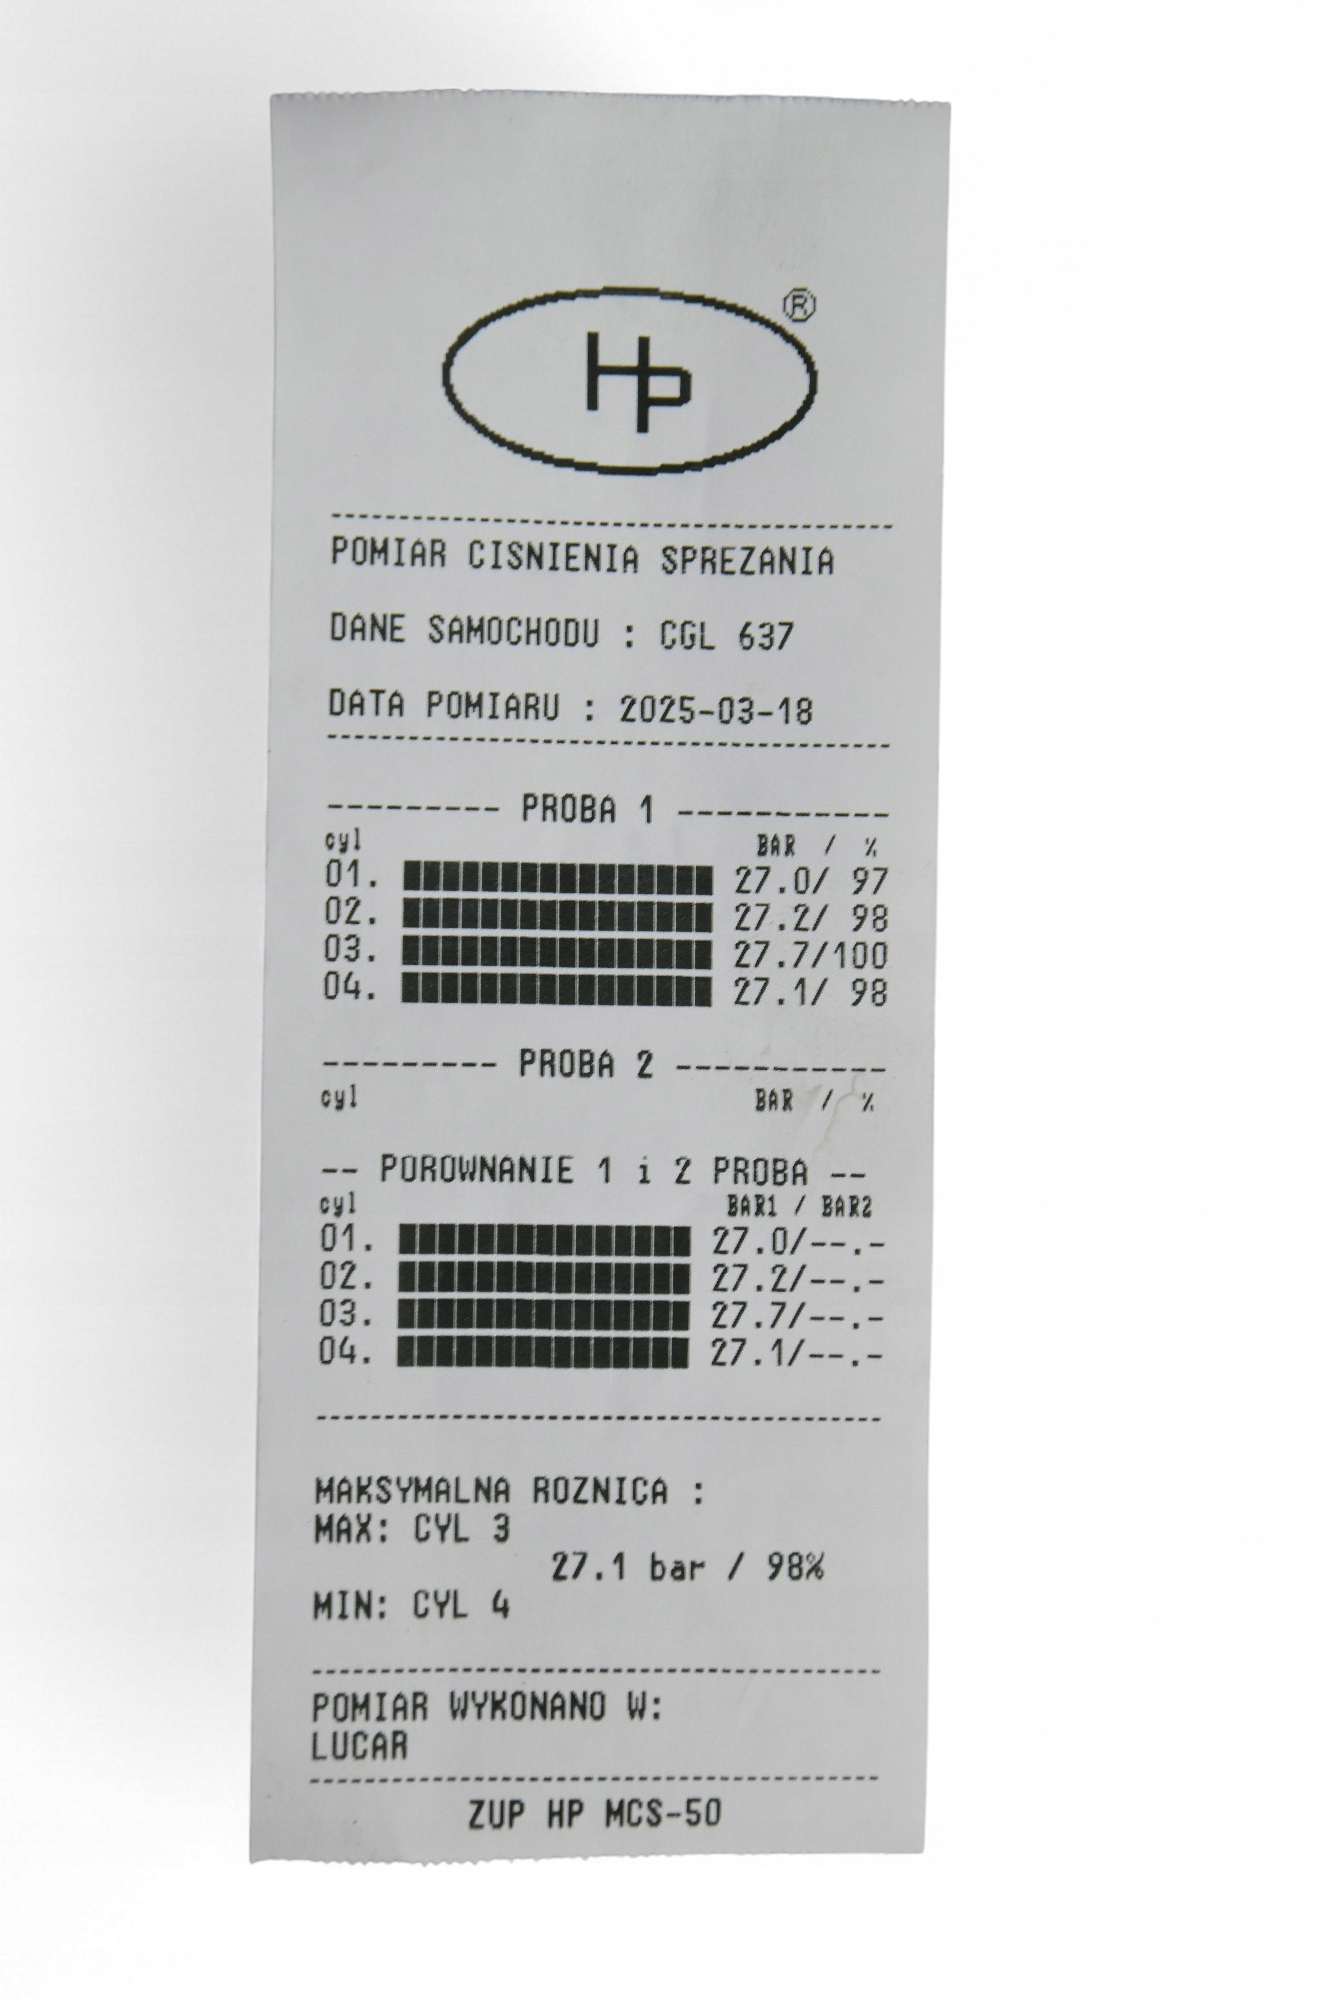 HP ®
POMIAR CISNIENIA SPREZANIA
DANE SAMOCHODU : CGL 637
DATA POMIARU : 2025-03-18
--------- PROBA 1 -----------
cyl BAR / %
01. 27.0/ 97
02. 27.2/ 98
03. 27.7/100
04. 27.1/ 98
--------- PROBA 2 -----------
cyl BAR / %
-- POROWNANIE 1 i 2 PROBA --
cyl BAR1 / BAR2
01. 27.0/--.-
02. 27.2/--.-
03. 27.7/--.-
04. 27.1/--.-
MAKSYMALNA ROZNICA :
MAX: CYL 3
27.1 bar / 98%
MIN: CYL 4
POMIAR WYKONANO W:
LUCAR
ZUP HP MCS-50